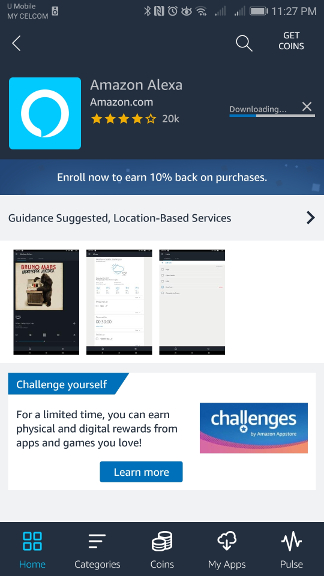 U Mobile
MY CELCOM
11:27 PM
GET
COINS
Amazon Alexa
Amazon.com
20k
Downloading...
Enroll now to earn 10% back on purchases.
Guidance Suggested, Location-Based Services
BRUNO MARS
Challenge yourself
For a limited time, you can earn
physical and digital rewards from
apps and games you love!
challenges
by Amazon Appstore
Learn more
Home
Categories
Coins
My Apps
Pulse